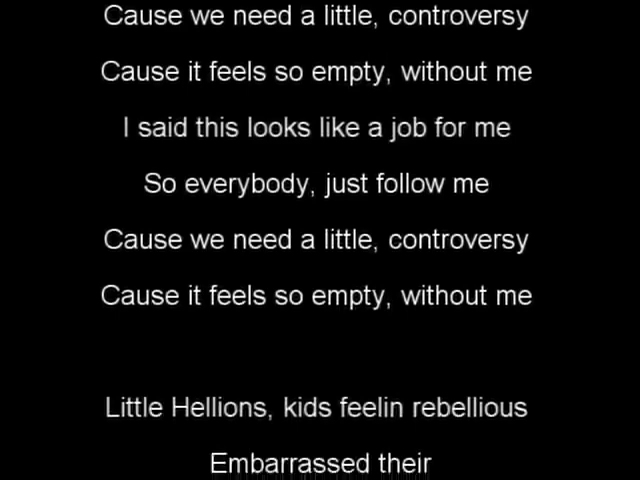 Cause we need a little, controversy
Cause it feels so empty, without me
I said this looks like a job for me
So everybody, just follow me
Cause we need a little, controversy
Cause it feels so empty, without me
Little Hellions, kids feelin rebellious
Embarrassed their